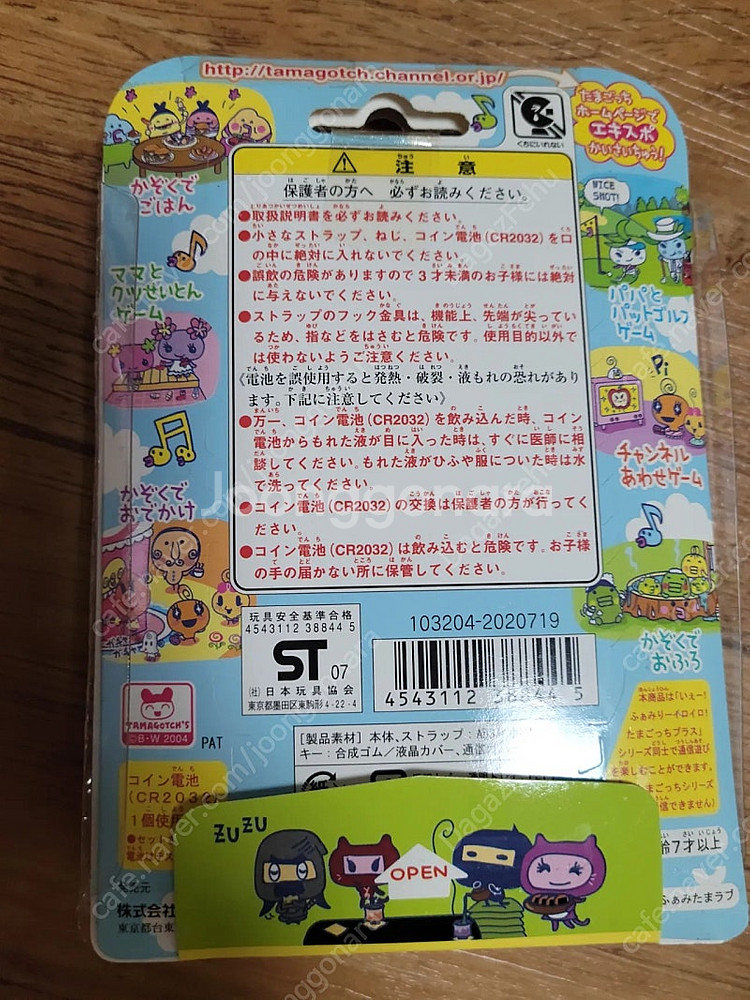 http://tamagotch.channel.or.jp/
たまごっち
ホームページで
エキスポ
かいさいちゅう!
くちにいれない
かぞくで
ごはん
NICE
SHOT!
⚠ 注意
保護者の方へ 必ずお読みください。
●取扱説明書を必ずお読みください。
●小さなストラップ、ねじ、コイン電池(CR2032)を口
の中に絶対に入れないでください。
●誤飲の危険がありますので3才未満のお子様には絶対
に与えないでください。
●ストラップのフック金具は、機能上、先端が尖ってい
るため、指などをはさむと危険です。使用目的以外で
は使わないようご注意ください。
《電池を誤使用すると発熱・破裂・液もれの恐れがあり
ます。下記に注意してください》
●万一、コイン電池(CR2032)を飲み込んだ時、コイン
電池からもれた液が目に入った時は、すぐに医師に相
談してください。もれた液がひふや服についた時は水
で洗ってください。
●コイン電池(CR2032)の交換は保護者の方が行ってく
ださい。
●コイン電池(CR2032)は飲み込むと危険です。お子様
の手の届かない所に保管してください。
ママと
クツせいとん
ゲーム
かぞくで
おでかけ
パパと
パットゴルフ
ゲーム
Pi
チャンネル
あわせゲーム
かぞくで
おふろ
Joonggonara
玩具安全基準合格
4543112 38844 5
ST 07
(社)日本玩具協会
東京都墨田区東駒形4-22-4
103204-2020719
4543112 388445
TAMAGOTCH'S
©B・W 2004
PAT
[製品素材] 本体、ストラップ:AB
キー:合成ゴム/液晶カバー、通信
本商品は「いぇー!
ふぁみりーイロイロ!
たまごっちプラス」
シリーズ同士で通信遊び
を楽しむことができます。
コイン電池
(CR2032)
1個使用
ZUZU
OPEN
齢7才以上
ふぁみたまラブ
発売元
株式会社
東京都台東